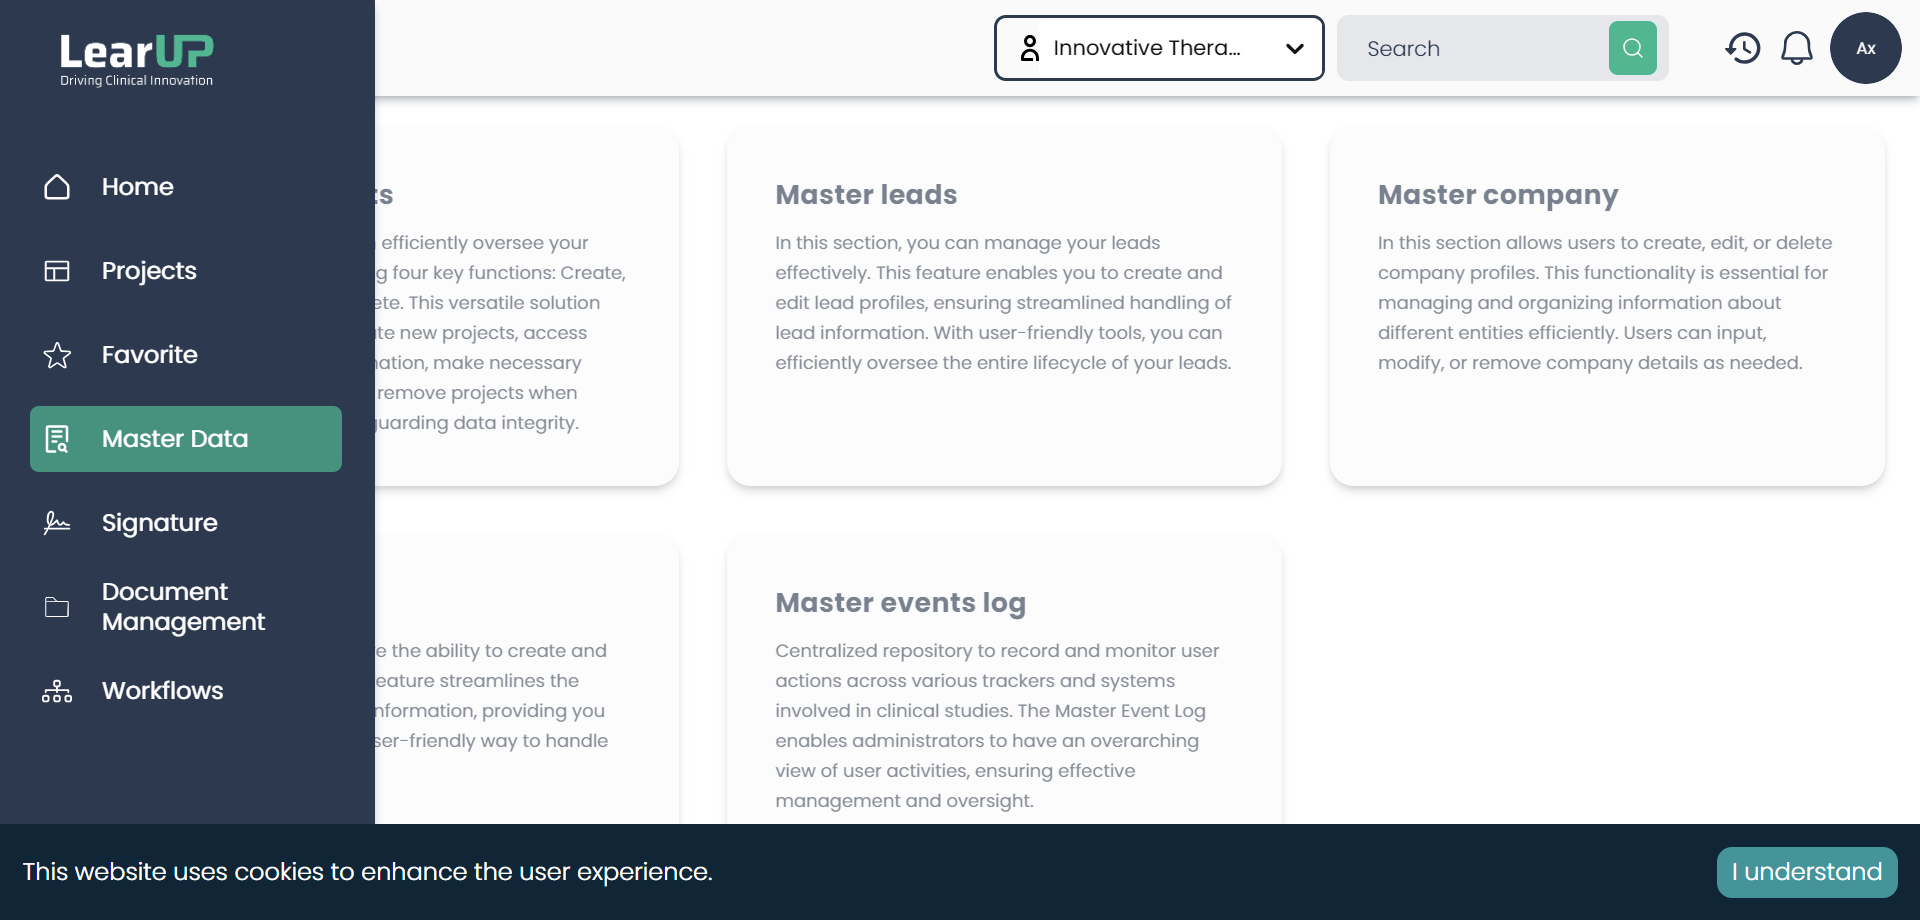 LearUP
Driving Clinical Innovation
Innovative Thera...
Search
Ax
Home
Projects
Favorite
Master Data
Signature
Document
Management
Workflows
ts
efficiently oversee your
g four key functions: Create,
ete. This versatile solution
te new projects, access
ation, make necessary
remove projects when
guarding data integrity.
Master leads
In this section, you can manage your leads
effectively. This feature enables you to create and
edit lead profiles, ensuring streamlined handling of
lead information. With user-friendly tools, you can
efficiently oversee the entire lifecycle of your leads.
Master company
In this section allows users to create, edit, or delete
company profiles. This functionality is essential for
managing and organizing information about
different entities efficiently. Users can input,
modify, or remove company details as needed.
e the ability to create and
eature streamlines the
nformation, providing you
ser-friendly way to handle
Master events log
Centralized repository to record and monitor user
actions across various trackers and systems
involved in clinical studies. The Master Event Log
enables administrators to have an overarching
view of user activities, ensuring effective
management and oversight.
This website uses cookies to enhance the user experience.
I understand